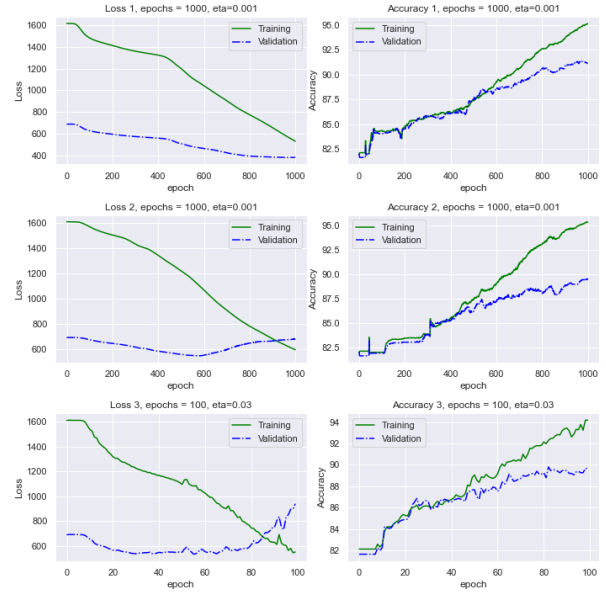 Loss 1, epochs = 1000, eta=0.001
1600
1400
1200
1000
800
600
400
Loss
Training
Validation
0 200 400 600 800 1000
epoch
Accuracy 1, epochs = 1000, eta=0.001
95.0
92.5
90.0
87.5
85.0
82.5
Accuracy
Training
Validation
0 200 400 600 800 1000
epoch
Loss 2, epochs = 1000, eta=0.001
1600
1400
1200
1000
800
600
Loss
Training
Validation
0 200 400 600 800 1000
epoch
Accuracy 2, epochs = 1000, eta=0.001
95.0
92.5
90.0
87.5
85.0
82.5
Accuracy
Training
Validation
0 200 400 600 800 1000
epoch
Loss 3, epochs = 100, eta=0.03
1600
1400
1200
1000
800
600
Loss
Training
Validation
0 20 40 60 80 100
epoch
Accuracy 3, epochs = 100, eta=0.03
94
92
90
88
86
84
82
Accuracy
Training
Validation
0 20 40 60 80 100
epoch